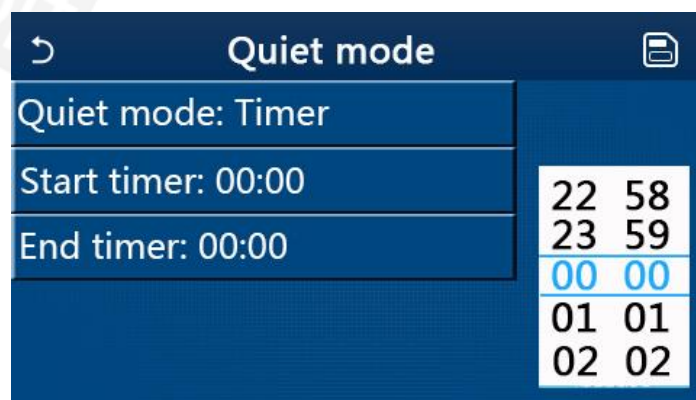 Quiet mode
Quiet mode: Timer
Start timer: 00:00
End timer: 00:00
22 58
23 59
00 00
01 01
02 02